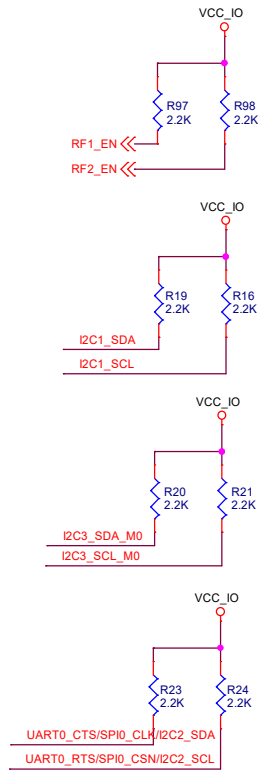 VCC_IO
R97 R98
2.2K 2.2K
RF1_EN
RF2_EN
VCC_IO
R19 R16
2.2K 2.2K
I2C1_SDA
I2C1_SCL
VCC_IO
R20 R21
2.2K 2.2K
I2C3_SDA_M0
I2C3_SCL_M0
VCC_IO
R23 R24
2.2K 2.2K
UART0_CTS/SPI0_CLK/I2C2_SDA
UART0_RTS/SPI0_CSN/I2C2_SCL